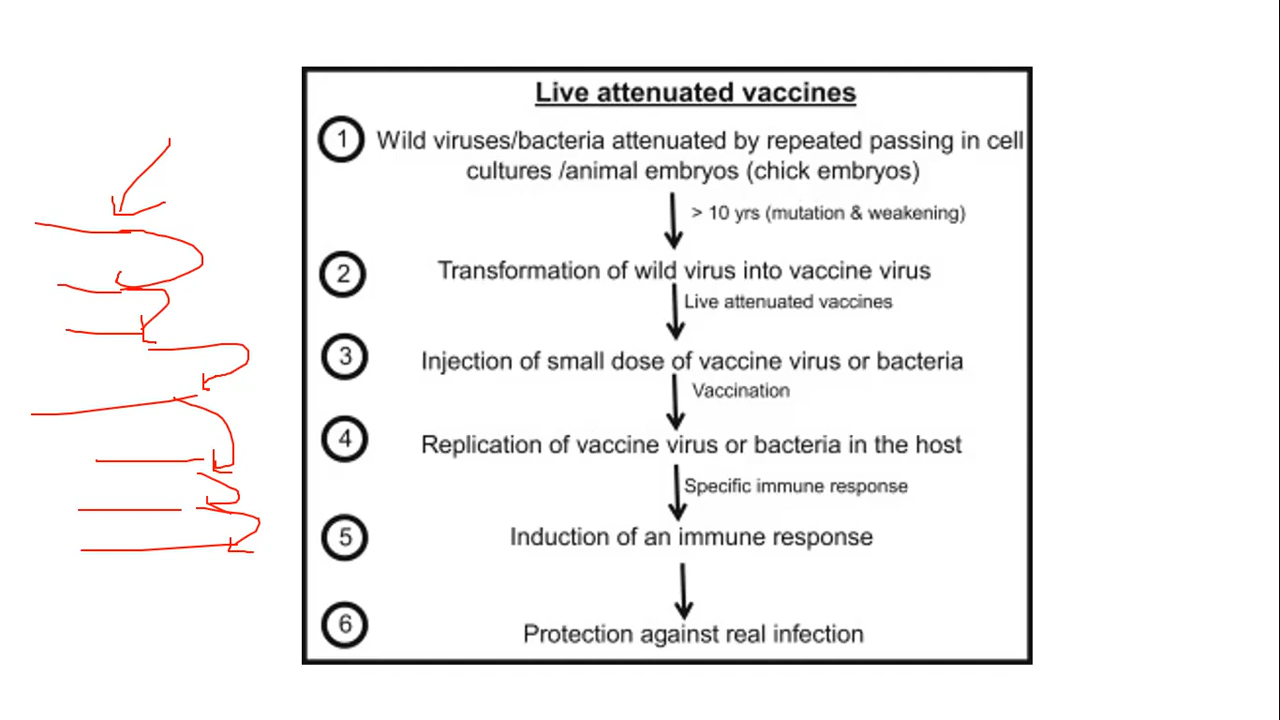 Live attenuated vaccines
1 Wild viruses/bacteria attenuated by repeated passing in cell
cultures /animal embryos (chick embryos)
> 10 yrs (mutation & weakening)
2 Transformation of wild virus into vaccine virus
Live attenuated vaccines
3 Injection of small dose of vaccine virus or bacteria
Vaccination
4 Replication of vaccine virus or bacteria in the host
Specific immune response
5 Induction of an immune response
6 Protection against real infection